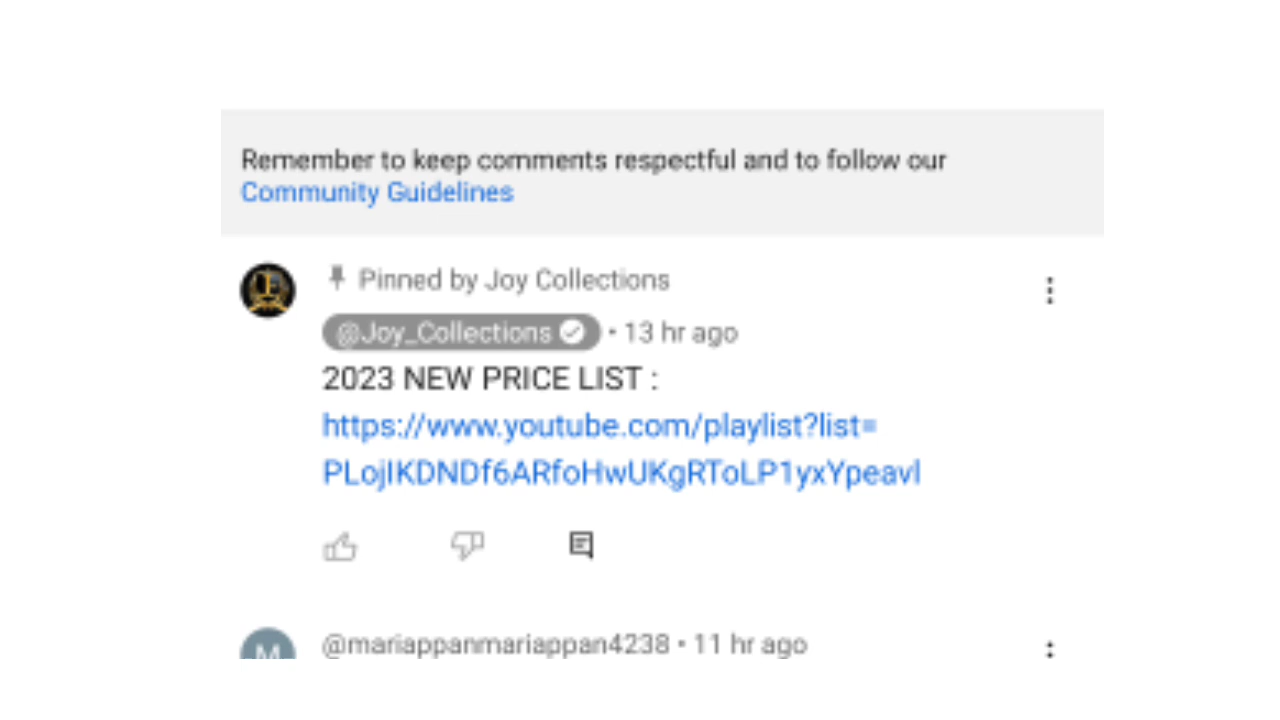 Remember to keep comments respectful and to follow our
Community Guidelines
Pinned by Joy Collections
@Joy_Collections • 13 hr ago
2023 NEW PRICE LIST :
https://www.youtube.com/playlist?list=
PLojIKDNDf6ARfoHwUKgRToLP1yxYpeavl
M
@mariappanmariappan4238 • 11 hr ago